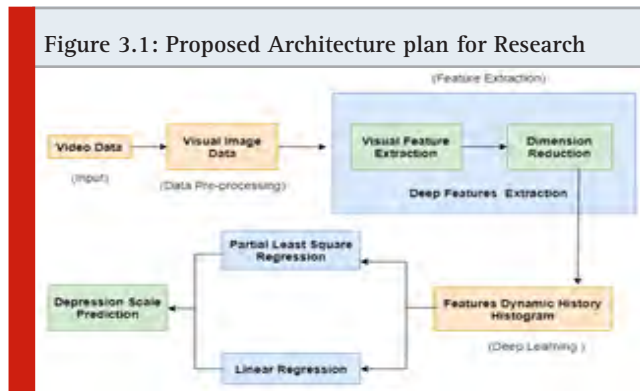 Figure 3.1: Proposed Architecture plan for Research
(Feature Extraction)
Video Data
(Input)
Visual Image
Data
(Data Pre-processing)
Visual Feature
Extraction
Dimension
Reduction
Deep Features Extraction
Partial Least Square
Regression
Depression Scale
Prediction
Features Dynamic History
Histogram
(Deep Learning )
Linear Regression